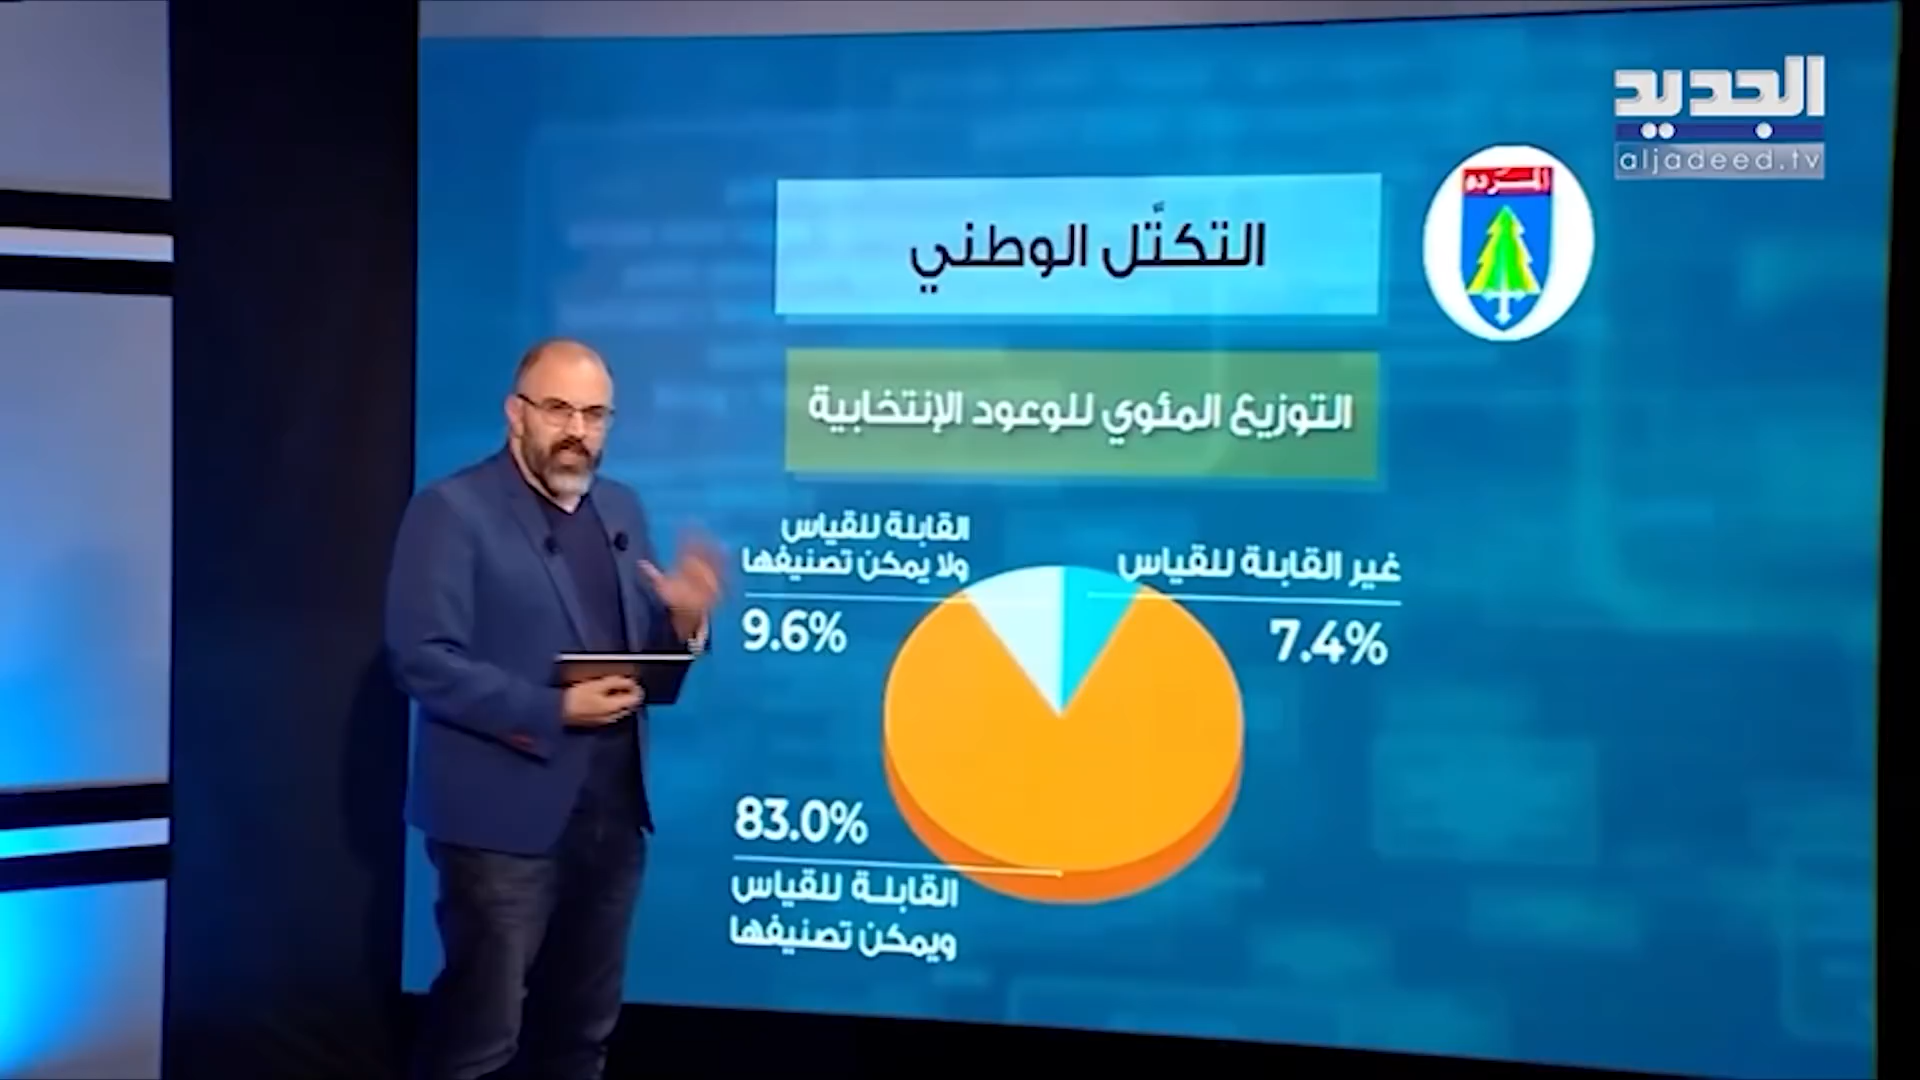 الجديد
aljadeed.tv
المرده
التكتّل الوطني
التوزيع المئوي للوعود الإنتخابية
غير القابلة للقياس
7.4%
القابلة للقياس
ولا يمكن تصنيفها
9.6%
83.0%
القابلة للقياس
ويمكن تصنيفها